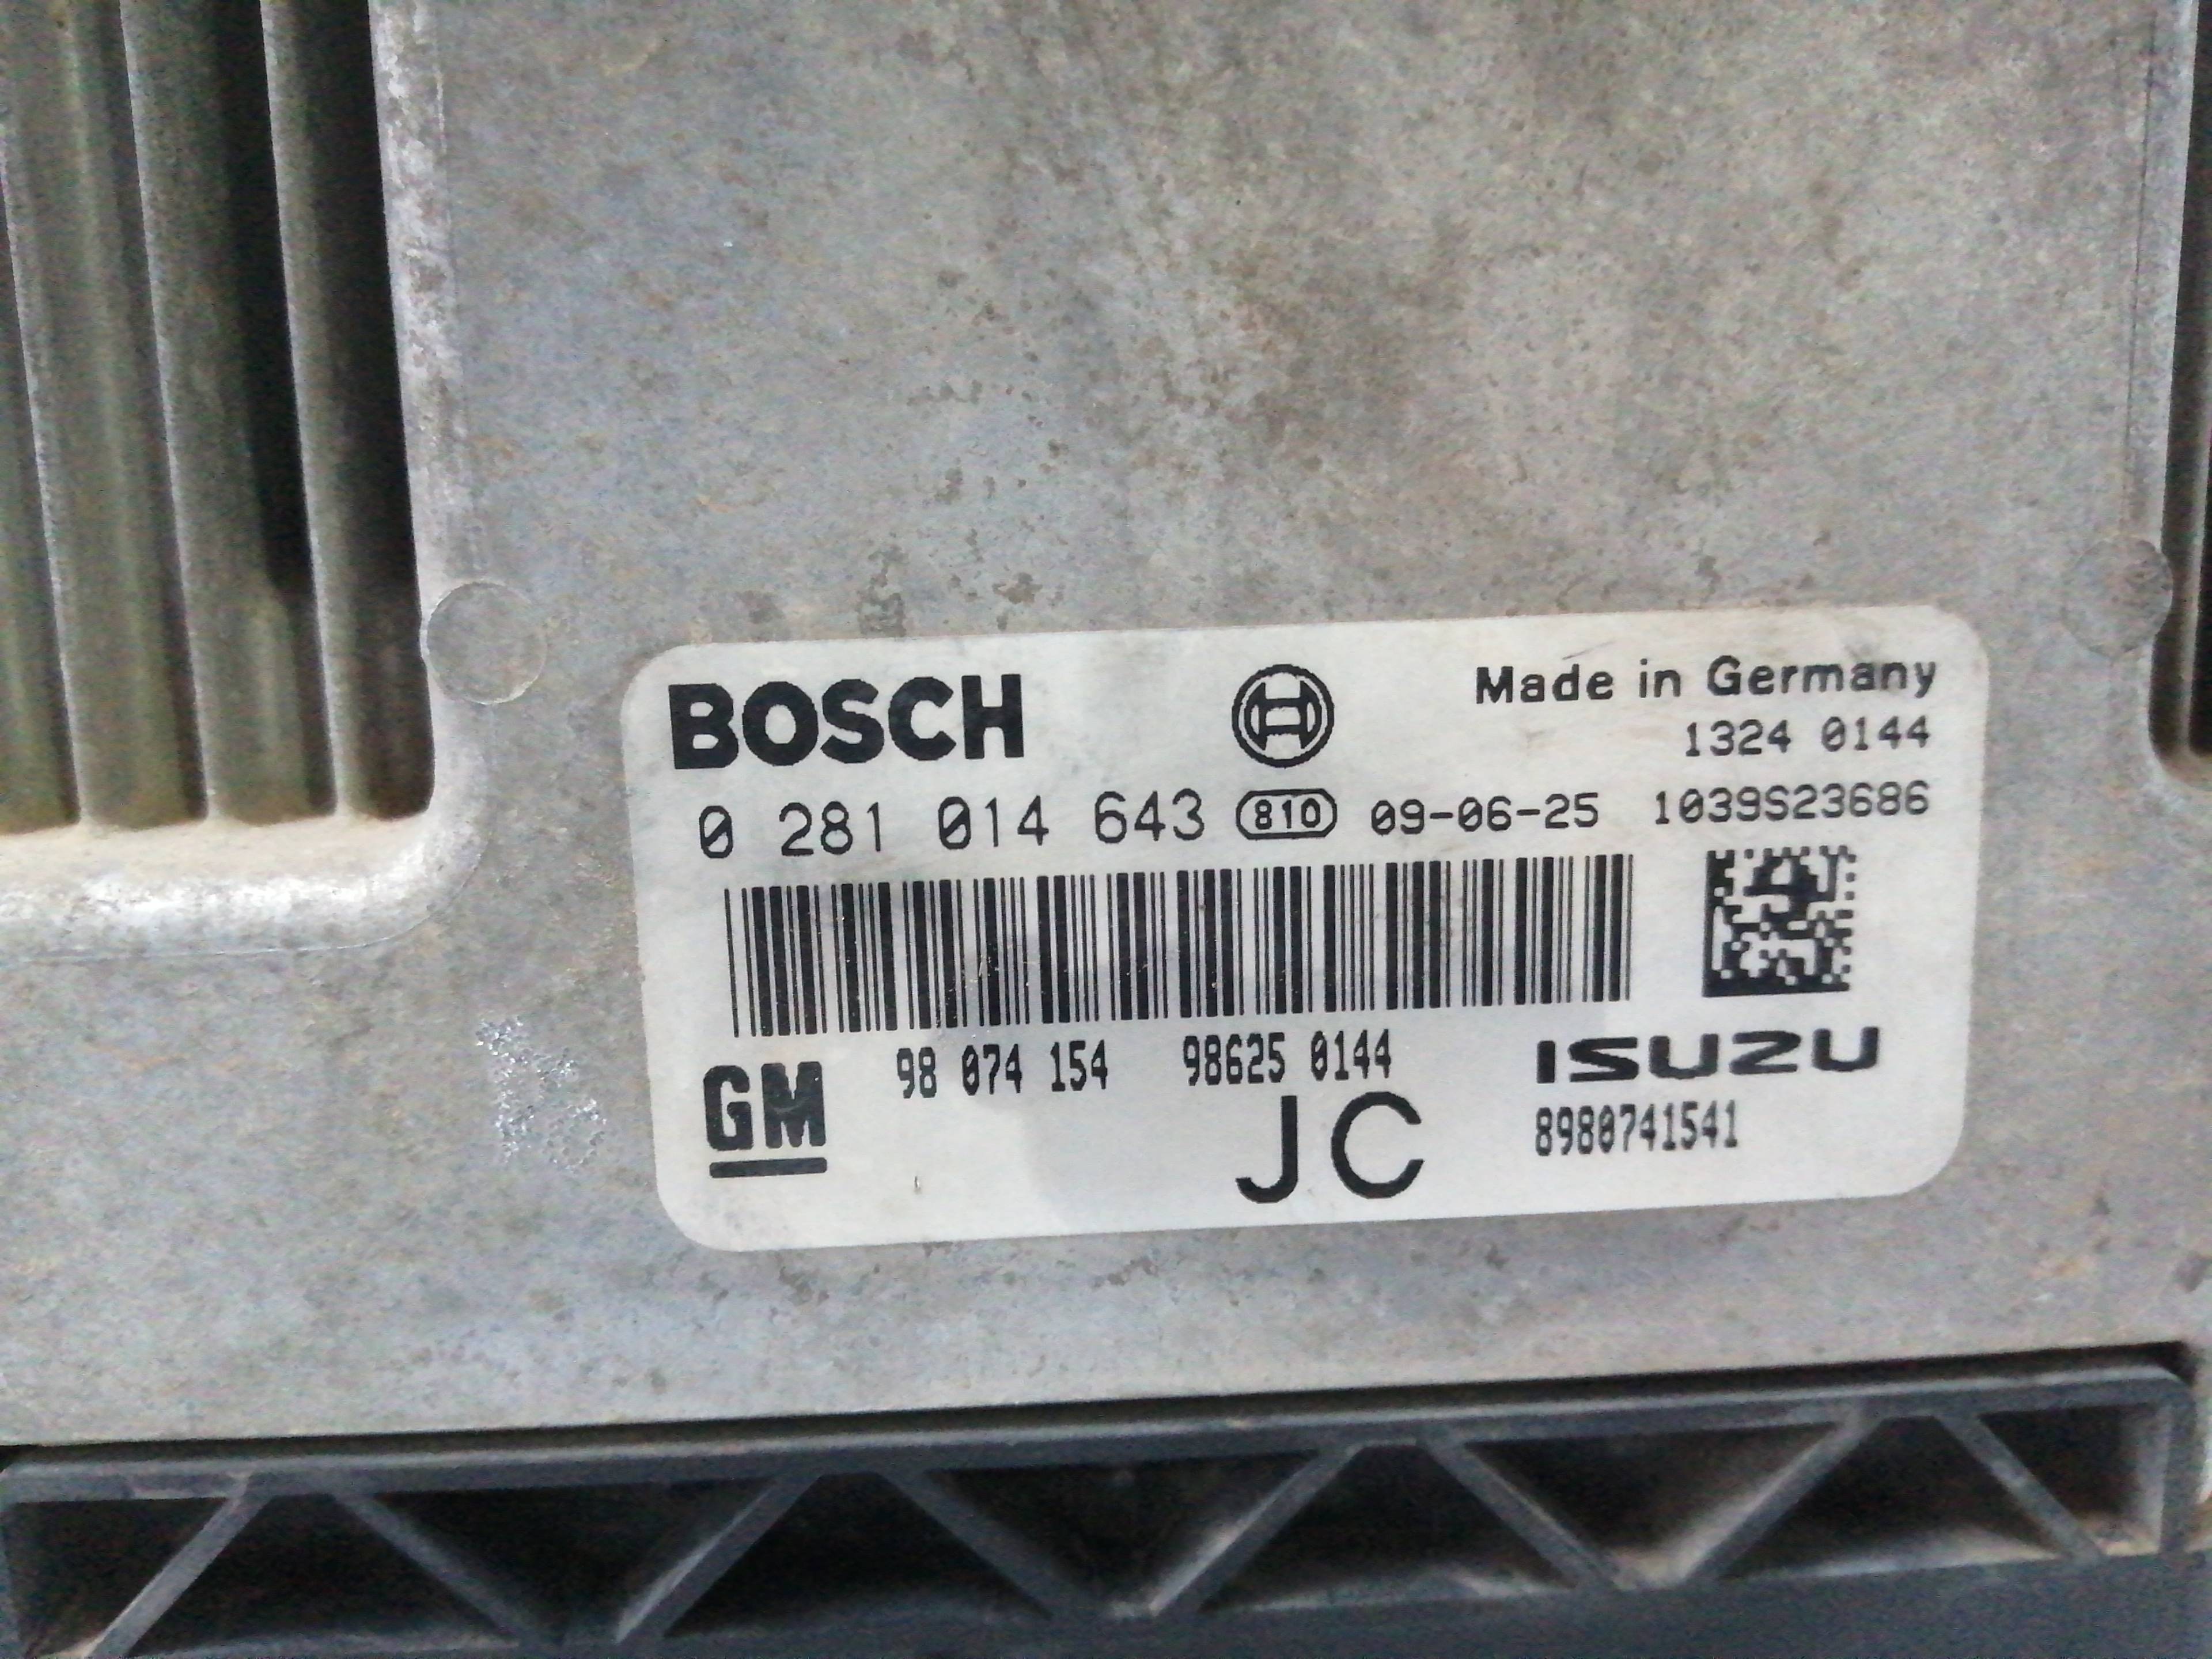 BOSCH
Made in Germany
1324 0144
0 281 014 643 810 09-06-25 1039S23686
98 074 154 98625 0144
ISUZU
GM
JC
8980741541